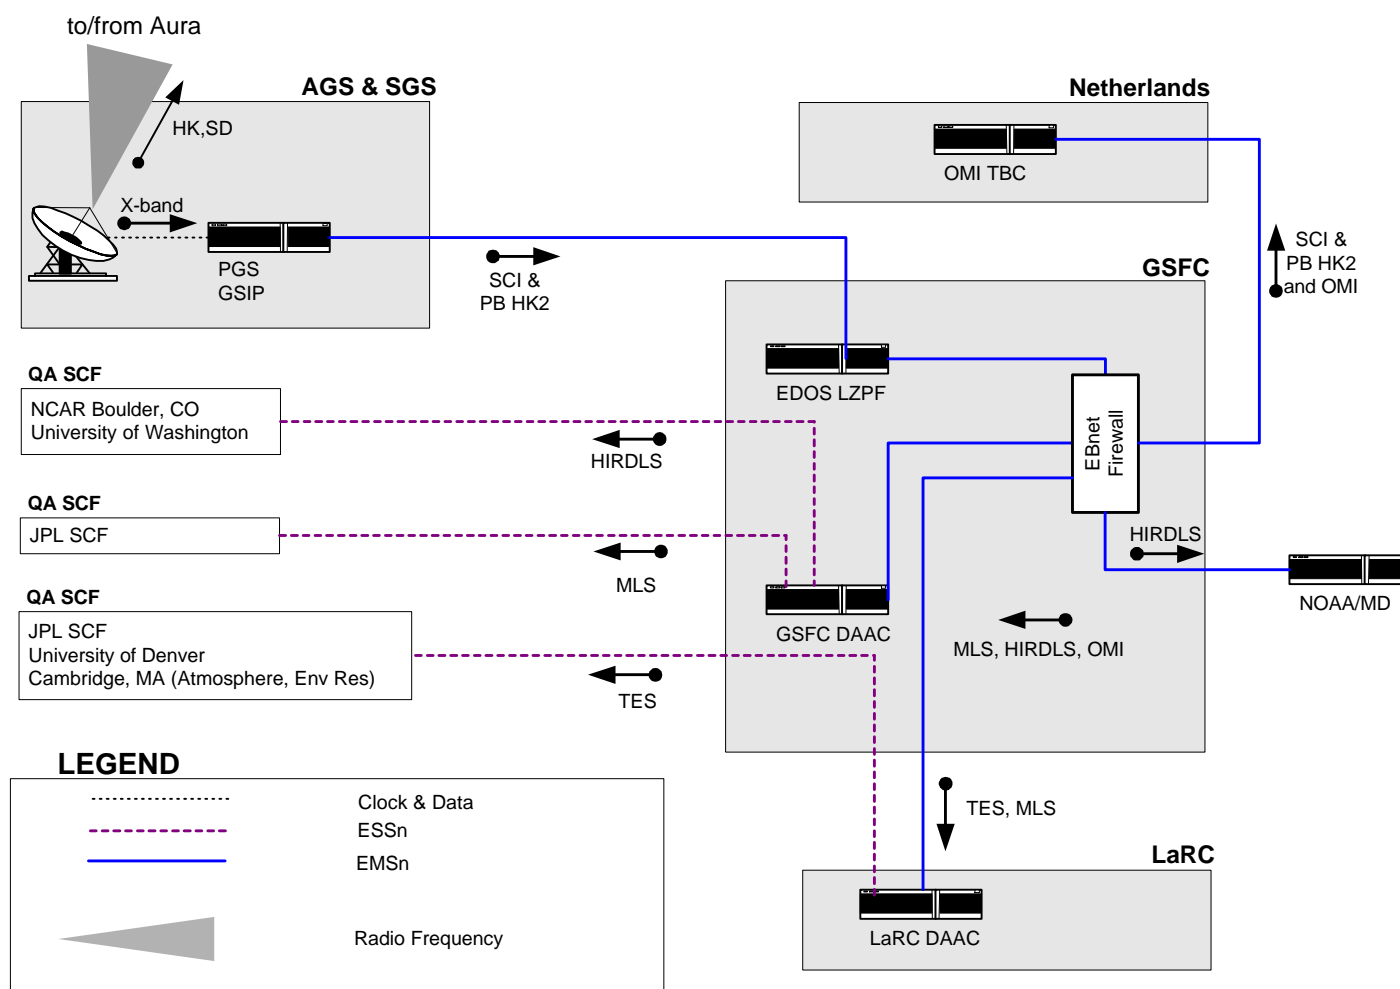 to/from Aura
AGS & SGS
HK,SD
X-band
PGS
GSIP
SCI &
PB HK2
Netherlands
OMI TBC
SCI &
PB HK2
and OMI
GSFC
EDOS LZPF
EBnet
Firewall
QA SCF
NCAR Boulder, CO
University of Washington
HIRDLS
QA SCF
JPL SCF
MLS
HIRDLS
NOAA/MD
QA SCF
JPL SCF
University of Denver
Cambridge, MA (Atmosphere, Env Res)
TES
GSFC DAAC
MLS, HIRDLS, OMI
LEGEND
Clock & Data
ESSn
EMSn
Radio Frequency
TES, MLS
LaRC
LaRC DAAC